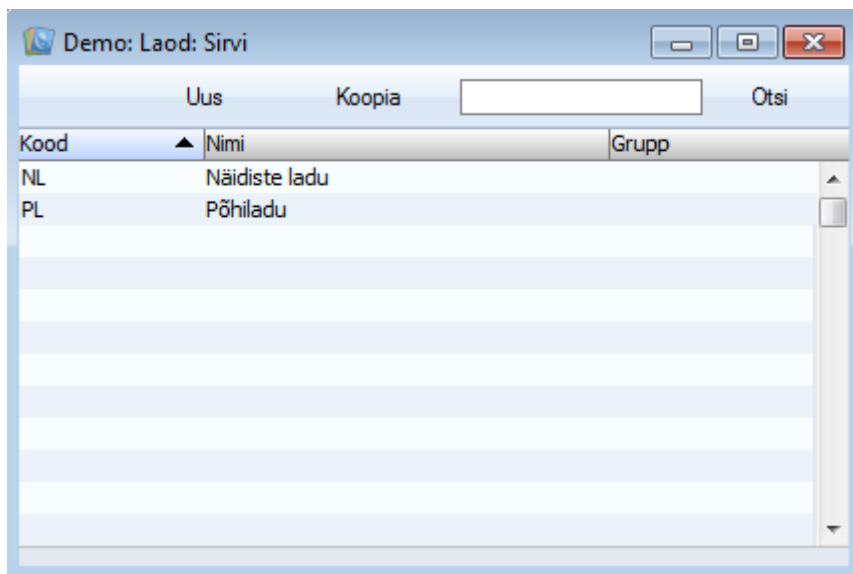 Demo: Laod: Sirvi
Uus Koopia Otsi
Kood Nimi Grupp
NL Näidiste ladu
PL Põhiladu